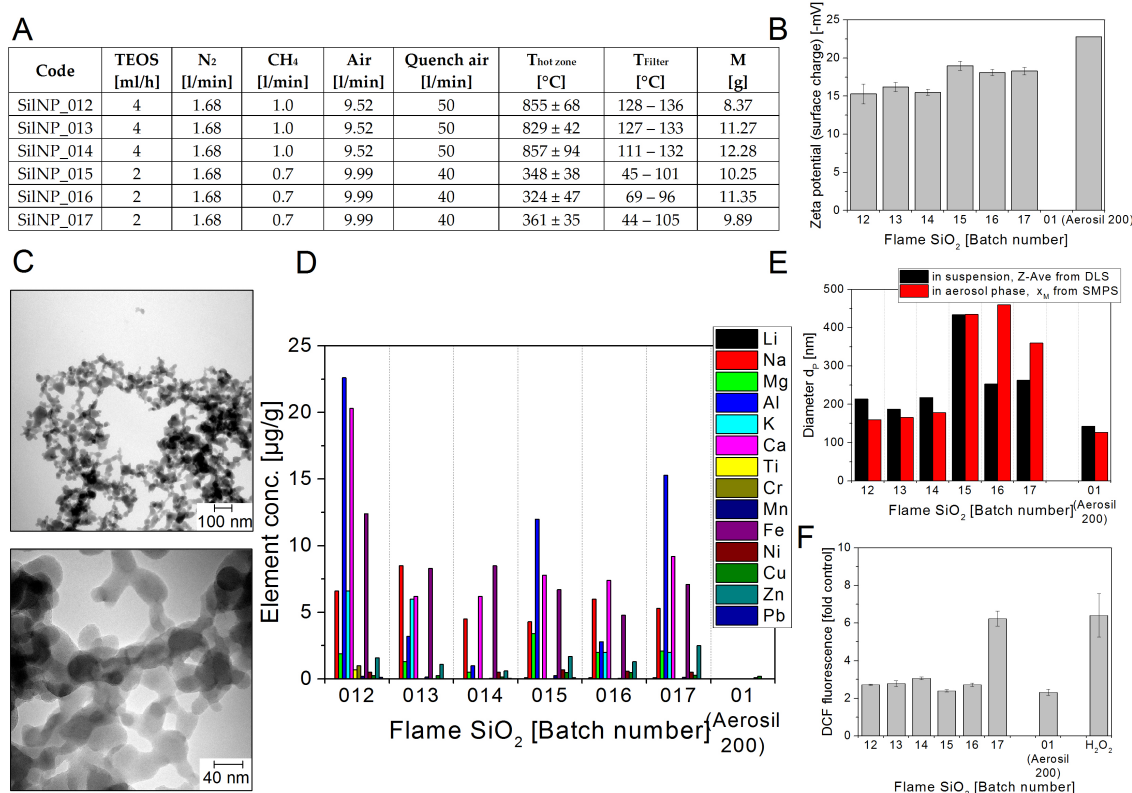 A
Code TEOS [ml/h] N2 [l/min] CH4 [l/min] Air [l/min] Quench air [l/min] Thot zone [°C] TFilter [°C] M [g]
SilNP_012 4 1.68 1.0 9.52 50 855 ± 68 128 – 136 8.37
SilNP_013 4 1.68 1.0 9.52 50 829 ± 42 127 – 133 11.27
SilNP_014 4 1.68 1.0 9.52 50 857 ± 94 111 – 132 12.28
SilNP_015 2 1.68 0.7 9.99 40 348 ± 38 45 – 101 10.25
SilNP_016 2 1.68 0.7 9.99 40 324 ± 47 69 – 96 11.35
SilNP_017 2 1.68 0.7 9.99 40 361 ± 35 44 – 105 9.89
B
Zeta potential (surface charge) [-mV]
25
20
15
10
5
0
12 13 14 15 16 17 01 (Aerosil 200)
Flame SiO2 [Batch number]
C
100 nm
40 nm
D
Element conc. [µg/g]
25
20
15
10
5
0
012 013 014 015 016 017 01
(Aerosil
200)
Flame SiO2 [Batch number]
Li
Na
Mg
Al
K
Ca
Ti
Cr
Mn
Fe
Ni
Cu
Zn
Pb
E
in suspension, Z-Ave from DLS
in aerosol phase, xM from SMPS
Diameter dP [nm]
500
400
300
200
100
0
12 13 14 15 16 17 01
(Aerosil
200)
Flame SiO2 [Batch number]
F
DCF fluorescence [fold control]
10
8
6
4
2
0
12 13 14 15 16 17 01 H2O2
(Aerosil
200)
Flame SiO2 [Batch number]